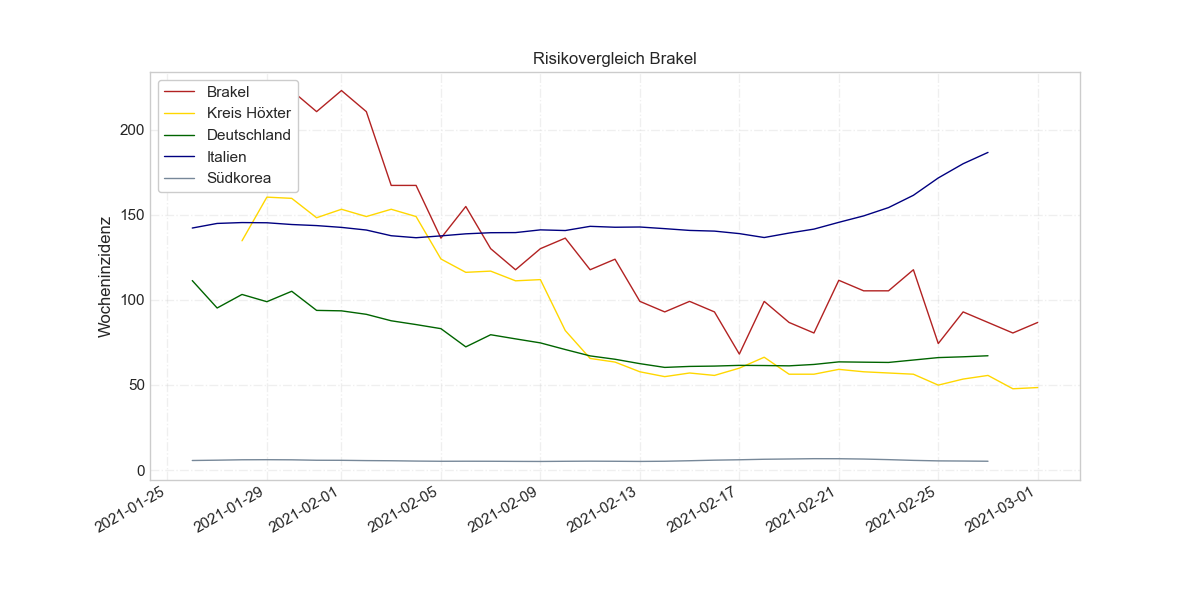 Risikovergleich Brakel
Brakel
Kreis Höxter
Deutschland
Italien
Südkorea
Wocheninzidenz
200
150
100
50
0
2021-01-25
2021-01-29
2021-02-01
2021-02-05
2021-02-09
2021-02-13
2021-02-17
2021-02-21
2021-02-25
2021-03-01